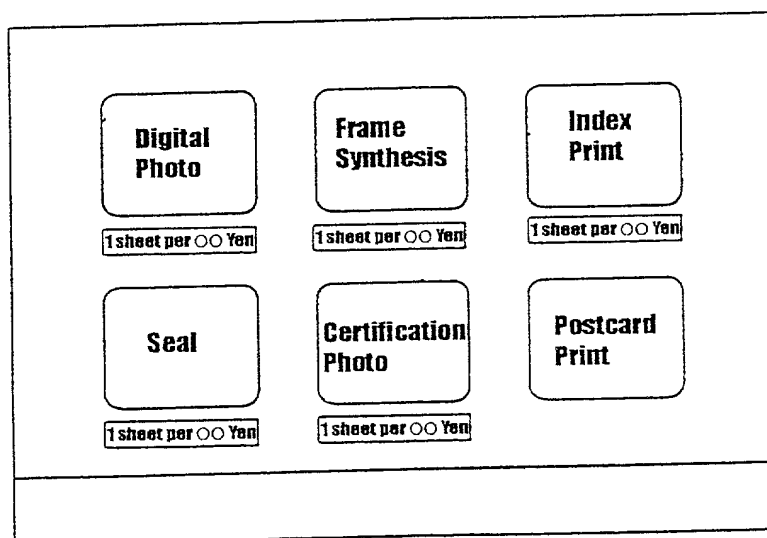 Digital
Photo
Frame
Synthesis
Index
Print
1 sheet per ○○ Yen
1 sheet per ○○ Yen
1 sheet per ○○ Yen
Seal
Certification
Photo
Postcard
Print
1 sheet per ○○ Yen
1 sheet per ○○ Yen